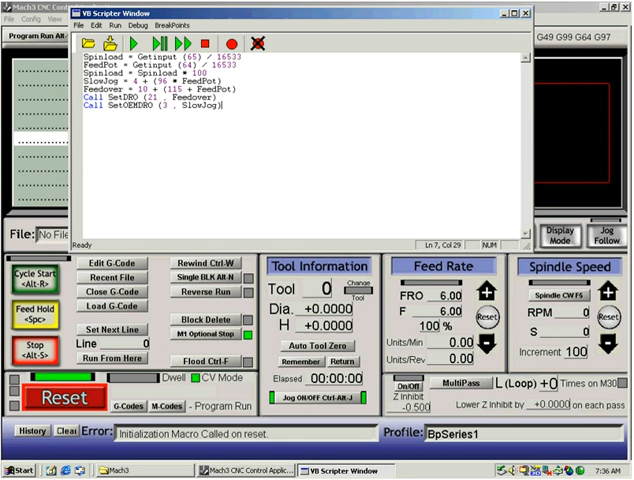 Mach3 CNC Contro
Config View
Program Run Alt-
G49 G99 G64 G97
VB Scripter Window
File Edit Run Debug BreakPoints
Spinload = Getinput (65) / 16533
FeedPot = Getinput (64) / 16533
Spinload = Spinload * 100
SlowJog = 4 + (96 * FeedPot)
Feedover = 10 + (115 + FeedPot)
Call SetDRO (21 , Feedover)
Call SetOEMDRO (3 , SlowJog)
Ready
Ln 7, Col 29 NUM
File: No File
Display Mode
Jog Follow
Cycle Start <Alt-R>
Feed Hold <Spc>
Stop <Alt-S>
Edit G-Code
Recent File
Close G-Code
Load G-Code
Set Next Line
Line 0
Run From Here
Rewind Ctrl-W
Single BLK Alt-N
Reverse Run
Block Delete
M1 Optional Stop
Flood Ctrl-F
Dwell CV Mode
Reset
G-Codes M-Codes - Program Run
Tool Information
Tool 0 Change Tool
Dia. +0.0000
H +0.0000
Auto Tool Zero
Remember Return
Elapsed 00:00:00
Jog ON/OFF Ctrl-Alt-J
Feed Rate
FRO 6.00
F 6.00
100 %
Reset
Units/Min 0.00
Units/Rev 0.00
Spindle Speed
Spindle CW F5
RPM 0
S 0
Reset
Increment 100
On/Off
Z Inhibit
-0.500
MultiPass L (Loop) +0 Times on M30
Lower Z Inhibit by +0.0000 on each pass
History Clear Error: Initialization Macro Called on reset.
Profile: BpSeries1
Start
Mach3
Mach3 CNC Control Applic...
VB Scripter Window
7:36 AM